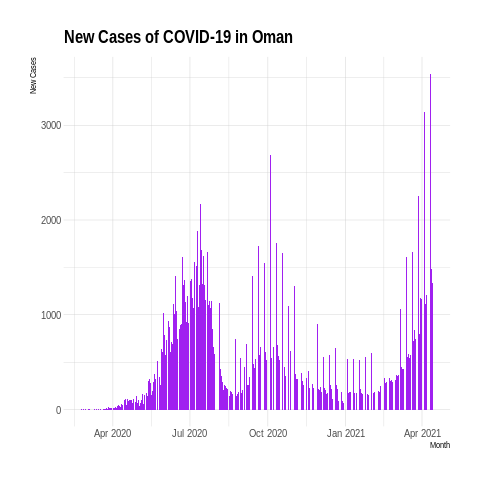 New Cases of COVID-19 in Oman
New Cases
3000
2000
1000
0
Apr 2020 Jul 2020 Oct 2020 Jan 2021 Apr 2021
Month